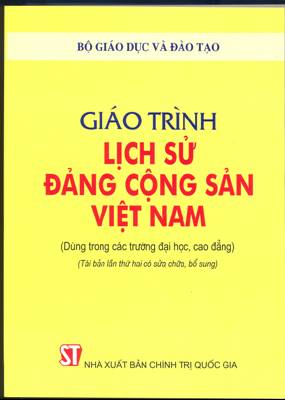 BỘ GIÁO DỤC VÀ ĐÀO TẠO
GIÁO TRÌNH
LỊCH SỬ
ĐẢNG CỘNG SẢN
VIỆT NAM
(Dùng trong các trường đại học, cao đẳng)
(Tái bản lần thứ hai có sửa chữa, bổ sung)
ST NHÀ XUẤT BẢN CHÍNH TRỊ QUỐC GIA